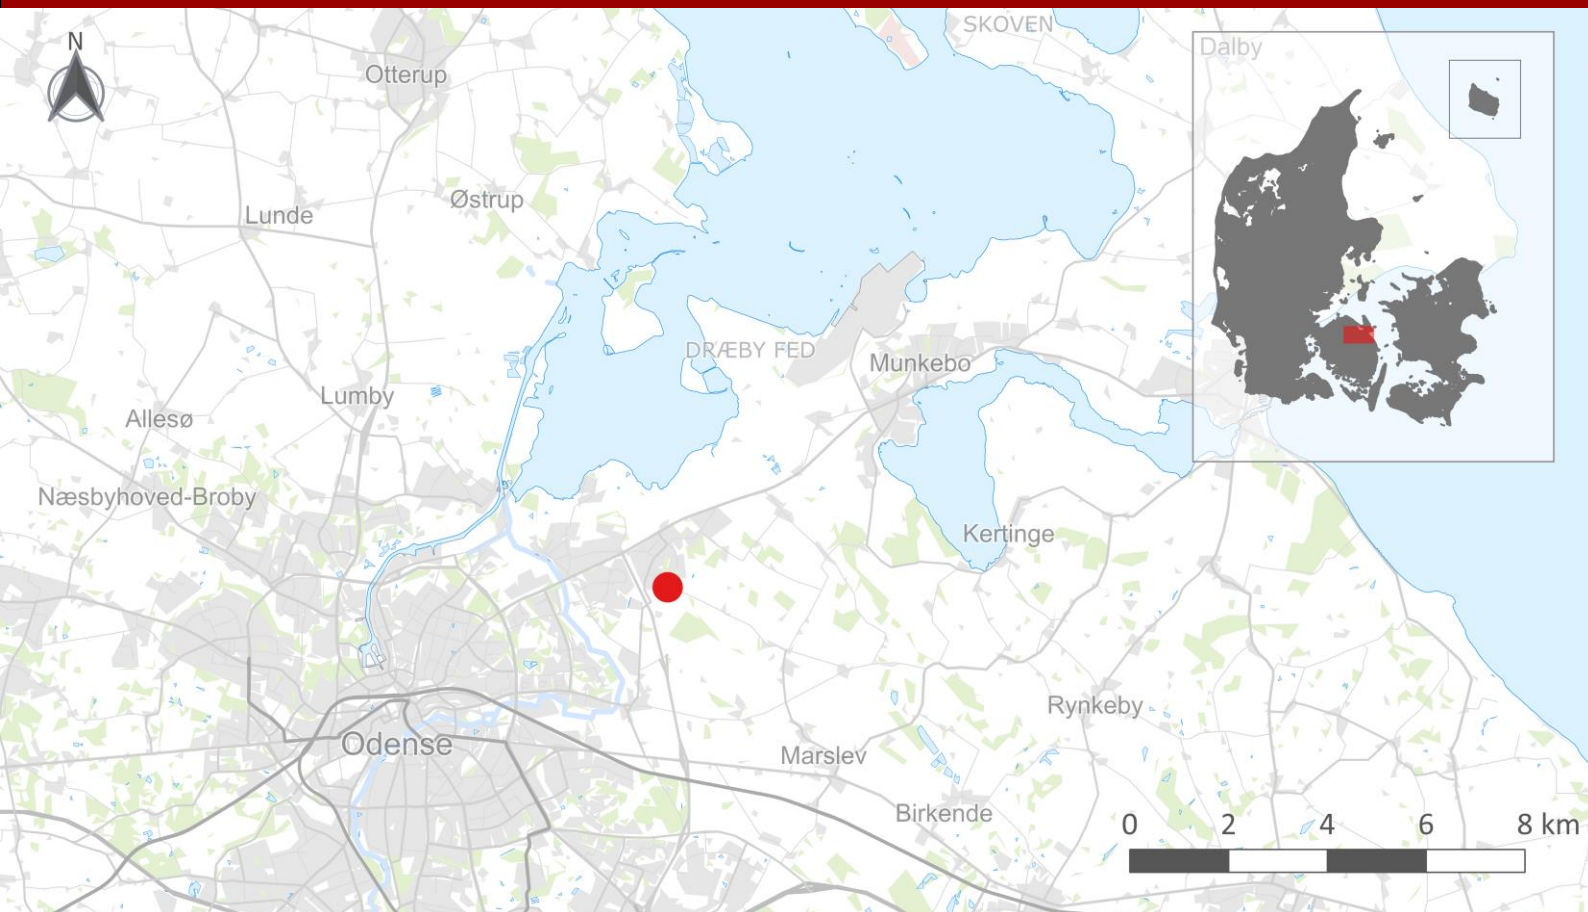 SKOVEN
N
Dalby
Otterup
Østrup
Lunde
DRÆBY FED
Munkebo
Lumby
Allesø
Næsbyhoved-Broby
Kertinge
Rynkeby
Odense
Marslev
Birkende
0 2 4 6 8 km